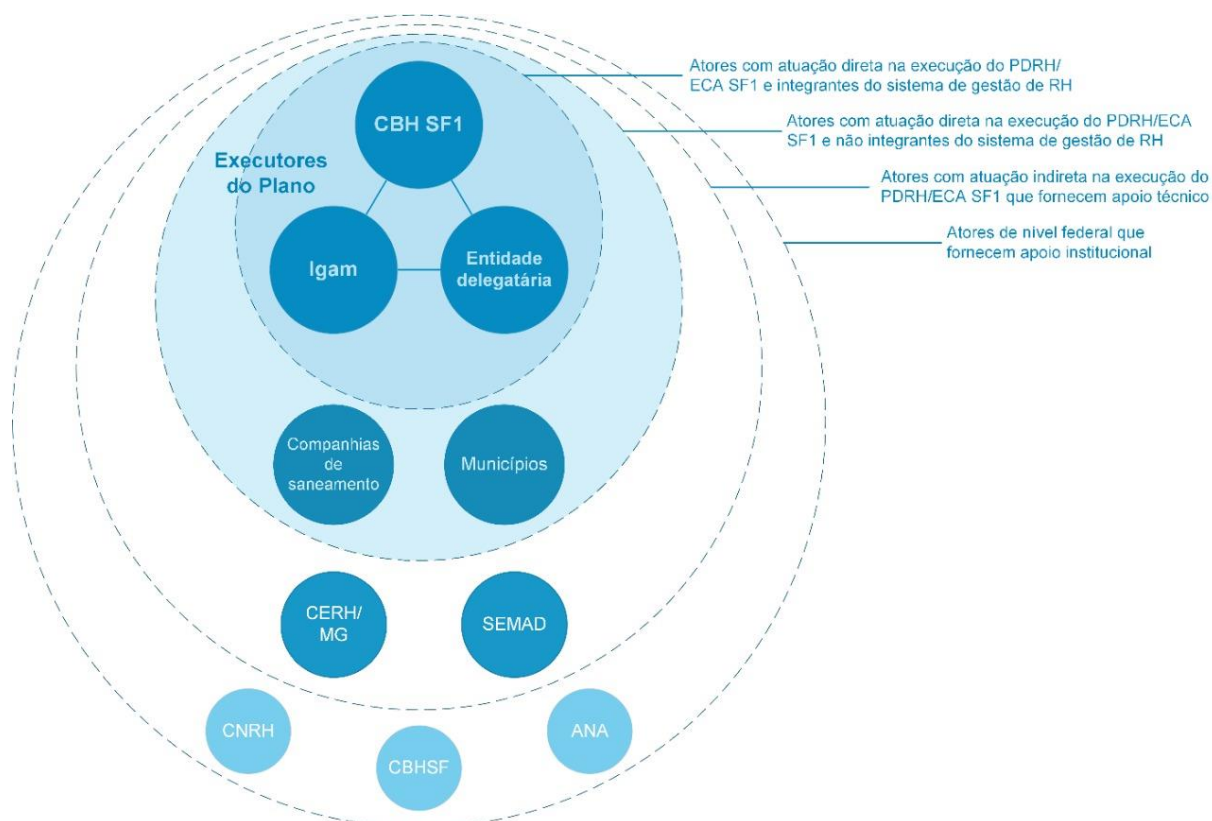 Atores com atuação direta na execução do PDRH/
ECA SF1 e integrantes do sistema de gestão de RH
Atores com atuação direta na execução do PDRH/ECA
SF1 e não integrantes do sistema de gestão de RH
Atores com atuação indireta na execução do
PDRH/ECA SF1 que fornecem apoio técnico
Atores de nível federal que
fornecem apoio institucional
CBH SF1
Executores
do Plano
Igam
Entidade
delegatária
Companhias
de
saneamento
Municípios
CERH/
MG
SEMAD
CNRH
CBHSF
ANA